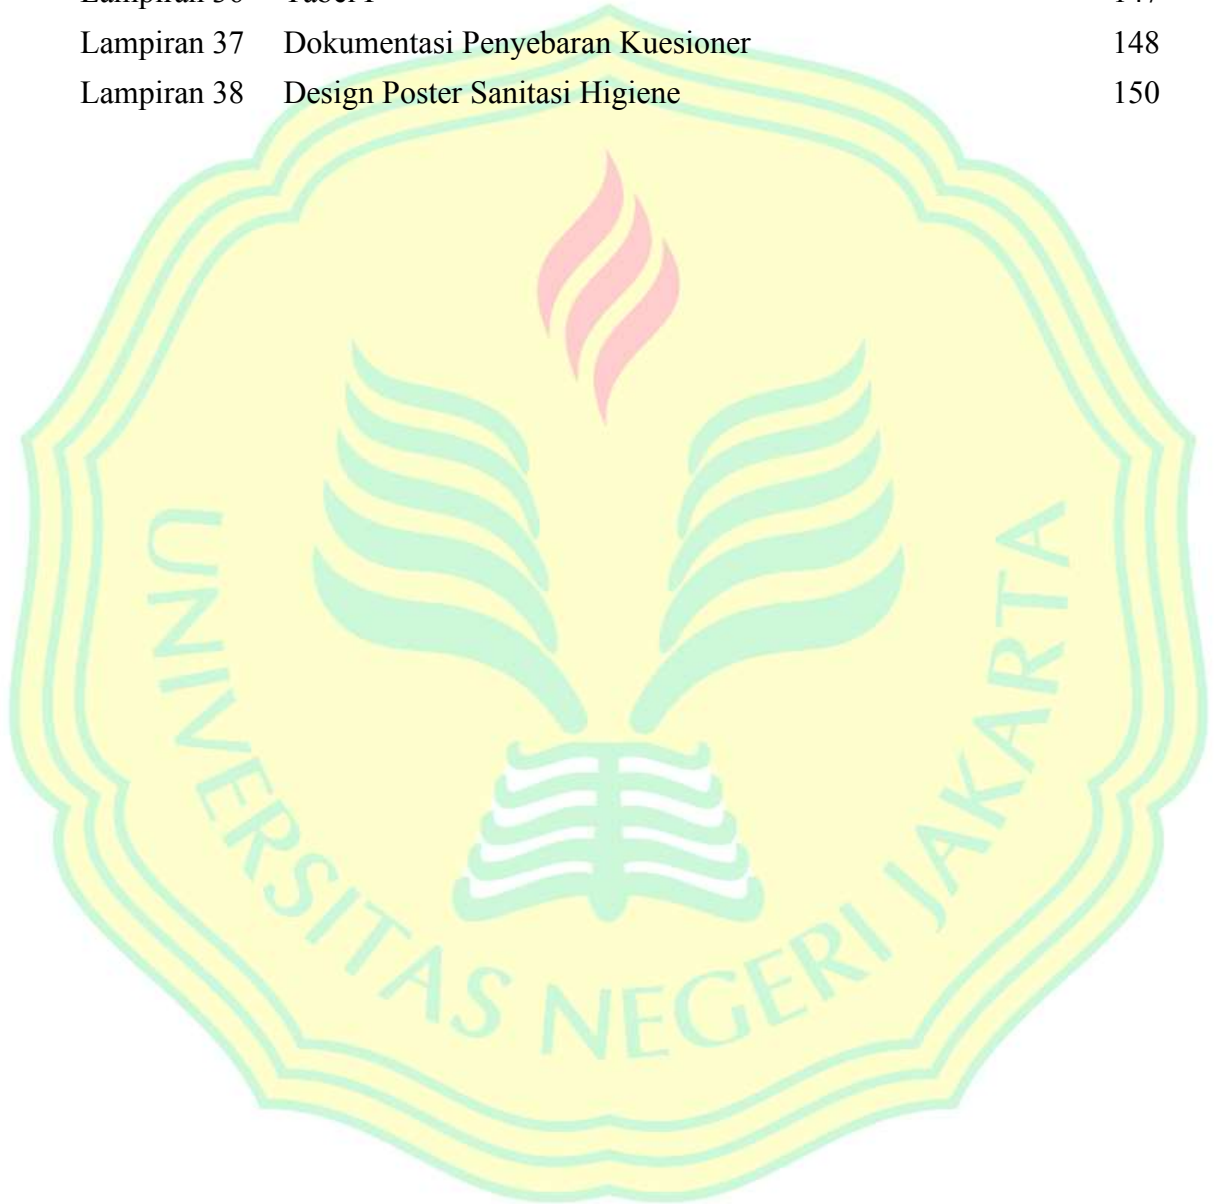 Lampiran 37 Dokumentasi Penyebaran Kuesioner 148
Lampiran 38 Design Poster Sanitasi Higiene 150
UNIVERSITAS NEGERI JAKARTA